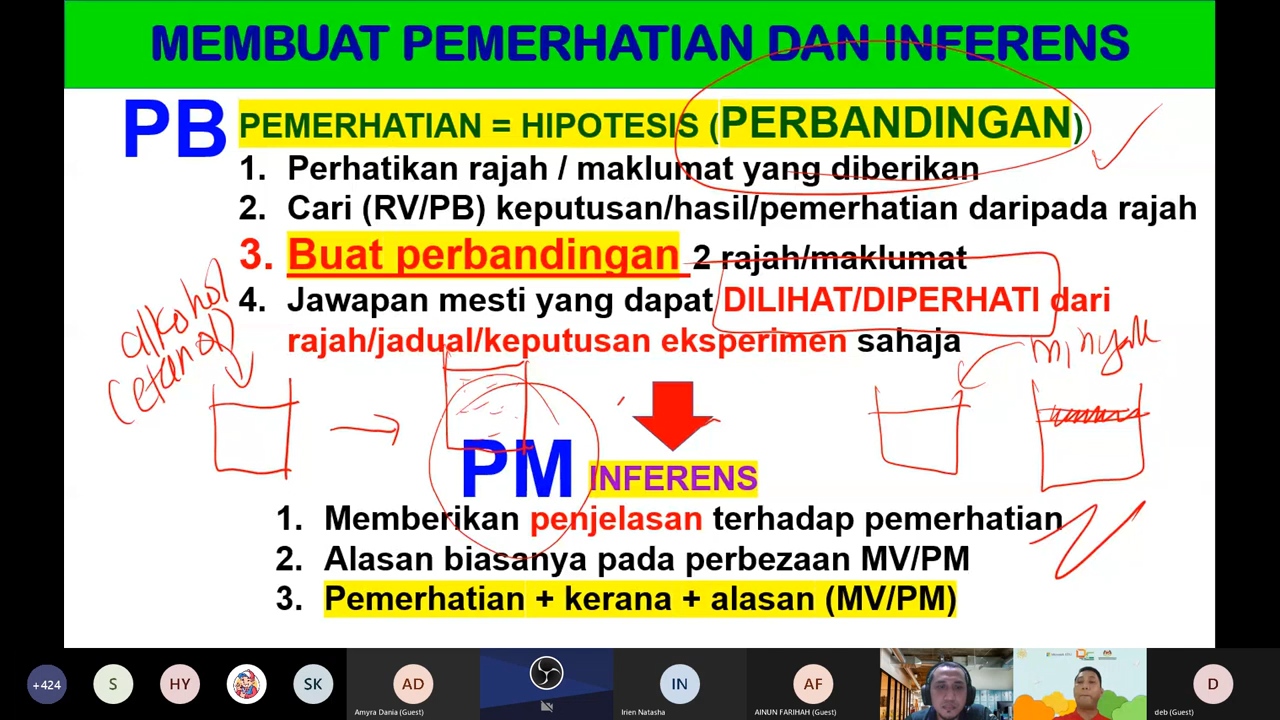 MEMBUAT PEMERHATIAN DAN INFERENS
PB PEMERHATIAN = HIPOTESIS (PERBANDINGAN)
1. Perhatikan rajah / maklumat yang diberikan
2. Cari (RV/PB) keputusan/hasil/pemerhatian daripada rajah
3. Buat perbandingan 2 rajah/maklumat
4. Jawapan mesti yang dapat DILIHAT/DIPERHATI dari
rajah/jadual/keputusan eksperimen sahaja
alkohol
(etanol)
minyak
PM INFERENS
1. Memberikan penjelasan terhadap pemerhatian
2. Alasan biasanya pada perbezaan MV/PM
3. Pemerhatian + kerana + alasan (MV/PM)
+424 S HY SK AD IN AF D
Amyra Dania (Guest) Irien Natasha AINUN FARIHAH (Guest) deb (Guest)